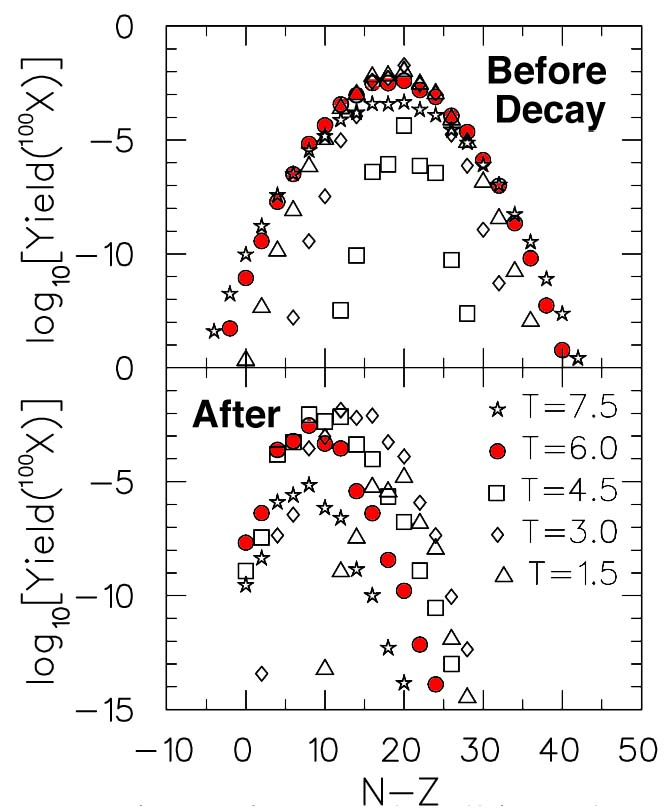 0
Before
Decay
−5
−10
log10[Yield(100X)]
0
After
T=7.5
T=6.0
−5
T=4.5
T=3.0
−10
T=1.5
log10[Yield(100X)]
−15
−10 0 10 20 30 40 50
N−Z